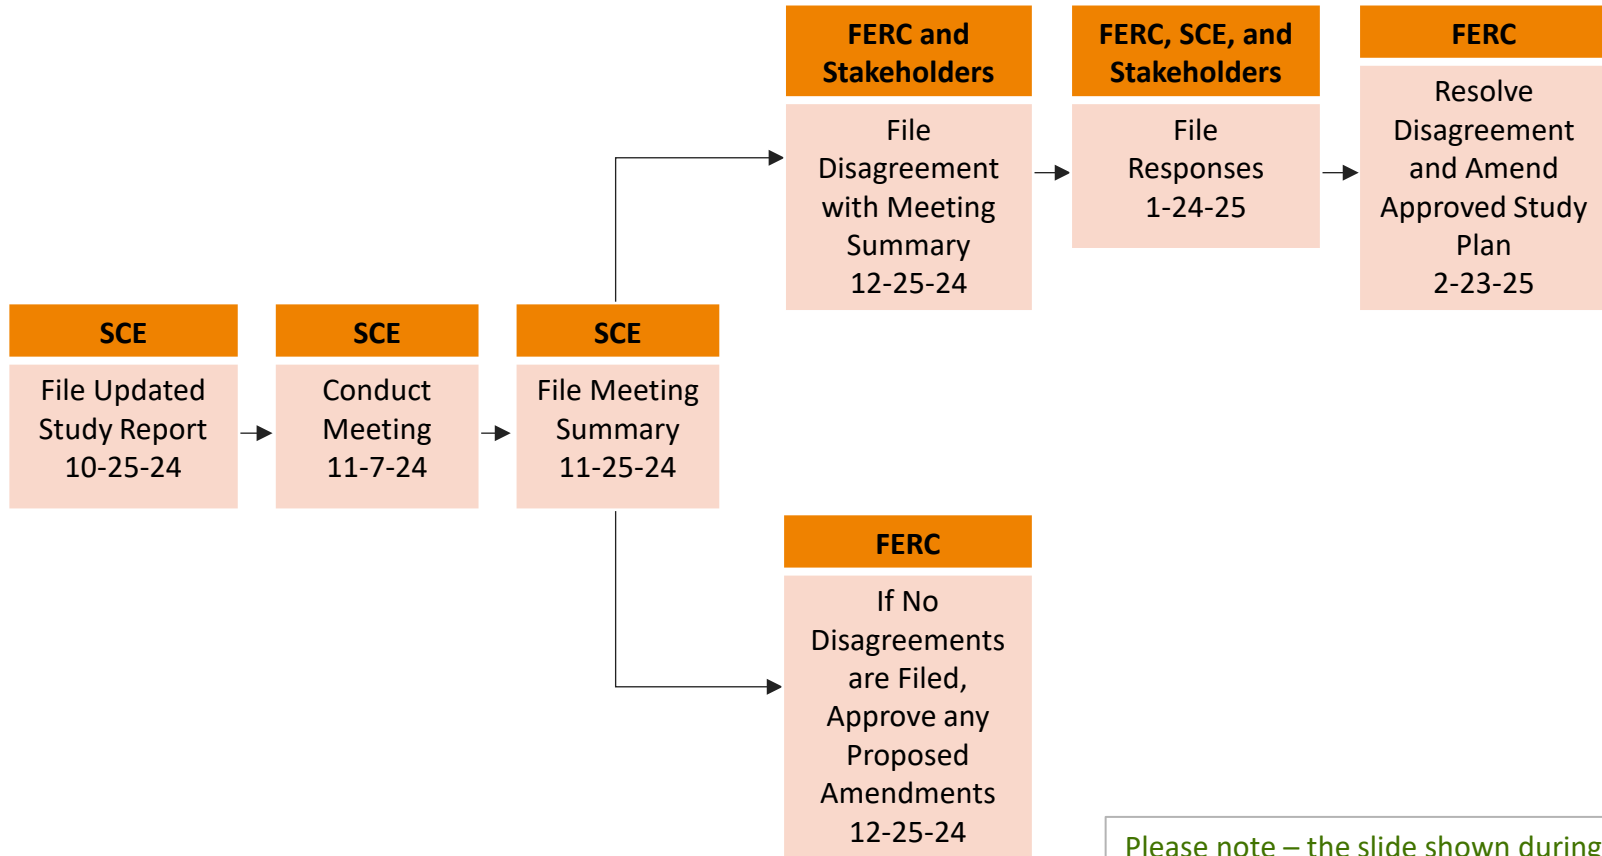 SCE
File Updated
Study Report
10-25-24
SCE
Conduct
Meeting
11-7-24
SCE
File Meeting
Summary
11-25-24
FERC and
Stakeholders
File
Disagreement
with Meeting
Summary
12-25-24
FERC, SCE, and
Stakeholders
File
Responses
1-24-25
FERC
Resolve
Disagreement
and Amend
Approved Study
Plan
2-23-25
FERC
If No
Disagreements
are Filed,
Approve any
Proposed
Amendments
12-25-24
Please note – the slide shown during